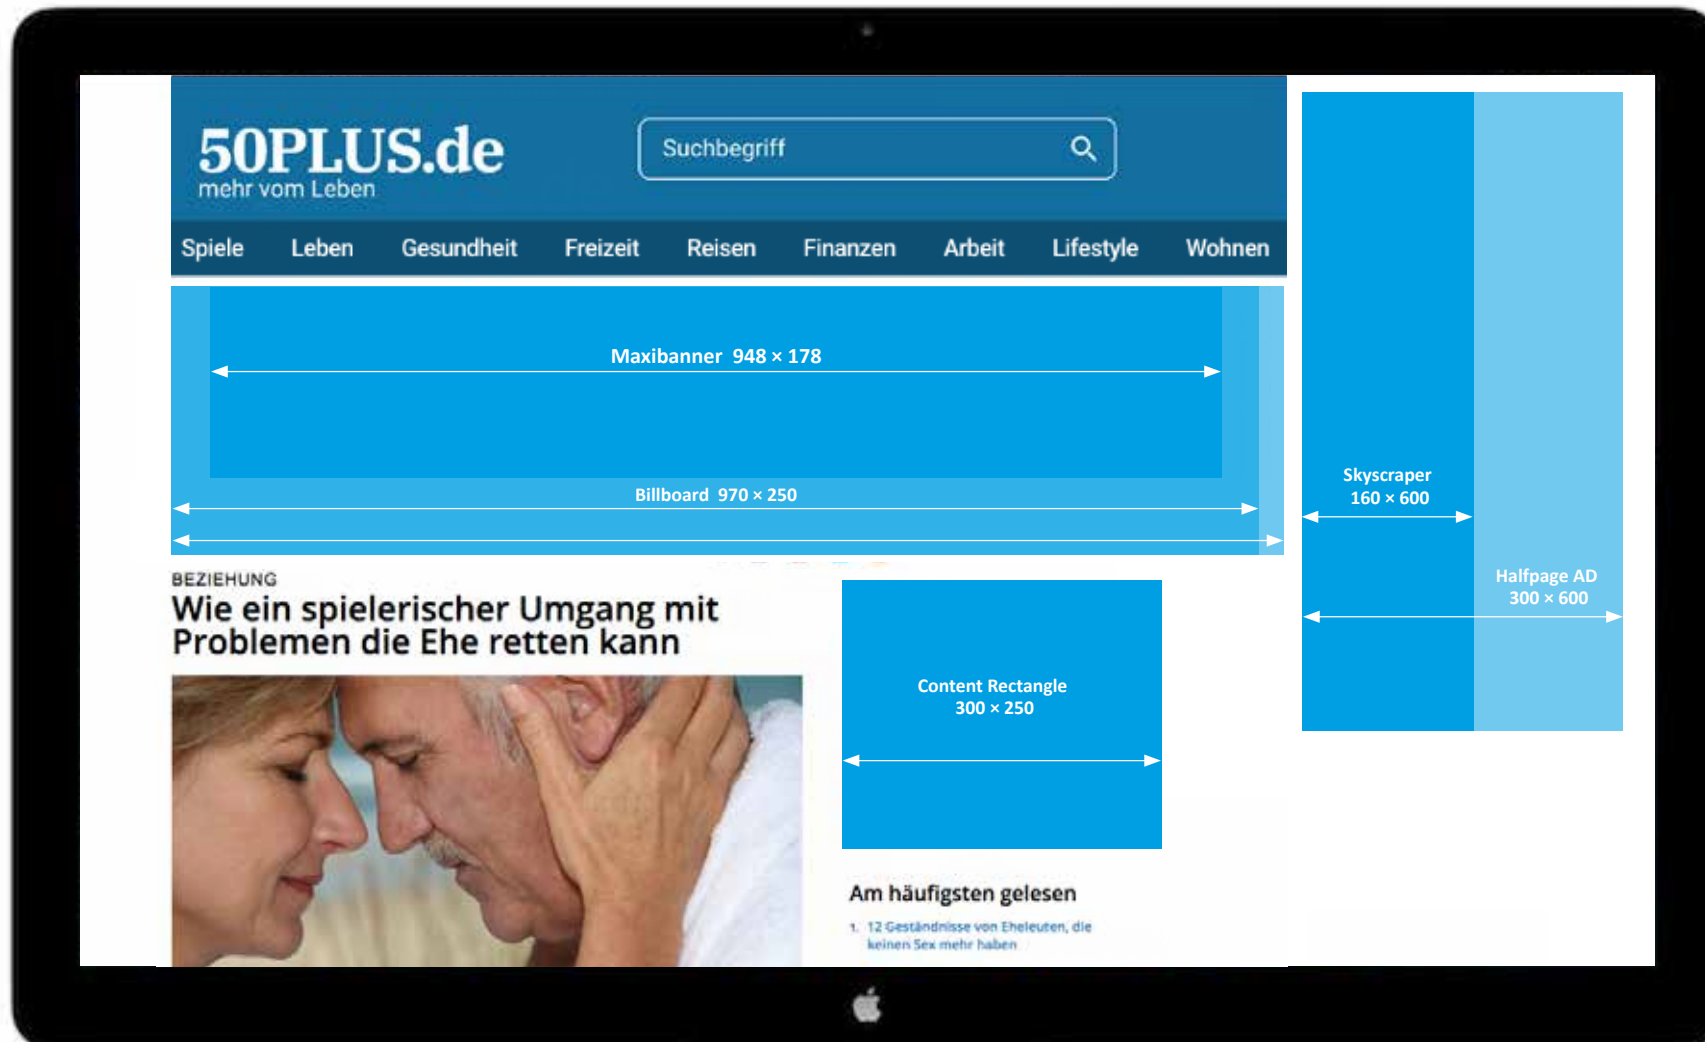 50PLUS.de
mehr vom Leben
Suchbegriff
Spiele Leben Gesundheit Freizeit Reisen Finanzen Arbeit Lifestyle Wohnen
Maxibanner 948 × 178
Billboard 970 × 250
Skyscraper
160 × 600
Halfpage AD
300 × 600
BEZIEHUNG
Wie ein spielerischer Umgang mit
Problemen die Ehe retten kann
Content Rectangle
300 × 250
Am häufigsten gelesen
1. 12 Geständnisse von Eheleuten, die
keinen Sex mehr haben